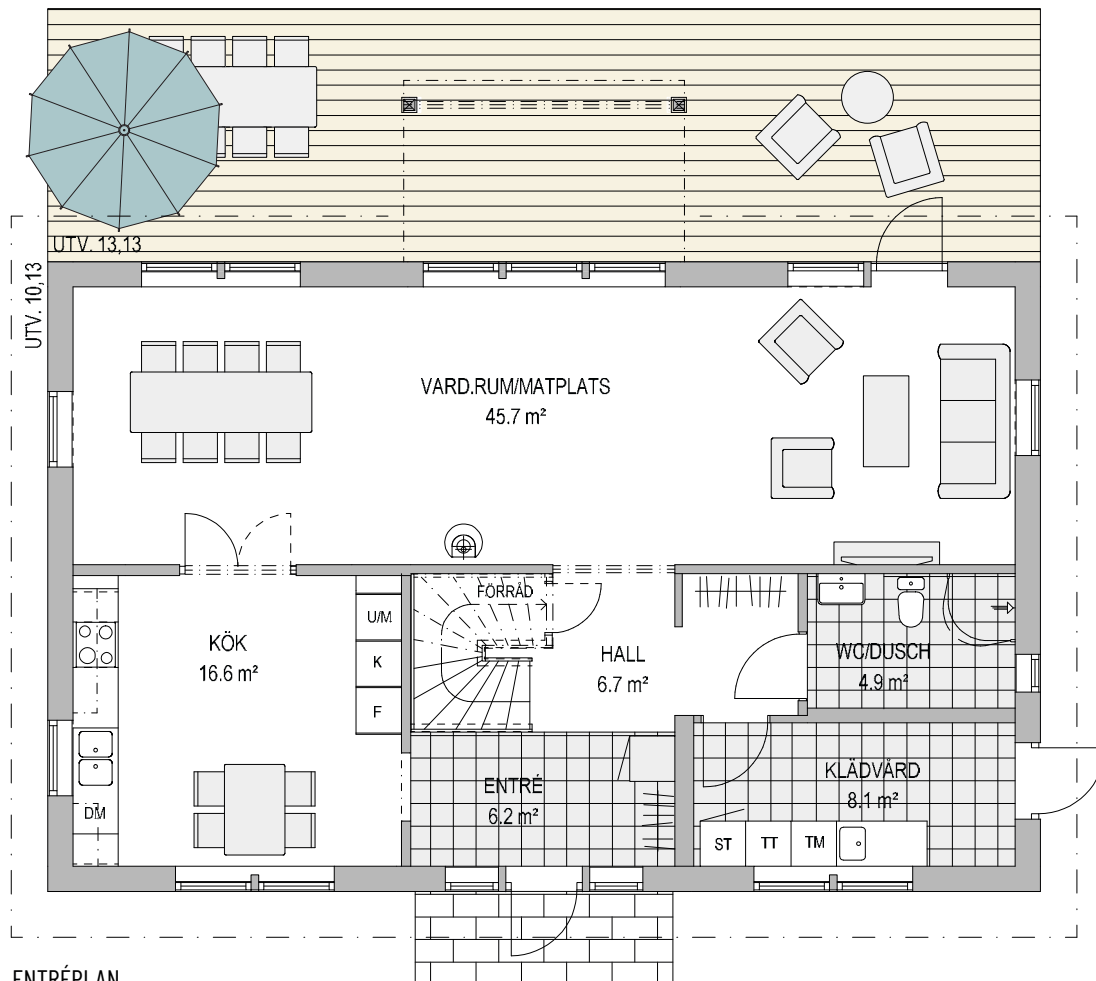 UTV. 13,13
UTV. 10,13
VARD.RUM/MATPLATS
45.7 m²
FÖRRÅD
U/M
KÖK
16.6 m²
K
F
HALL
6.7 m²
WC/DUSCH
4.9 m²
KLÄDVÅRD
8.1 m²
ENTRÉ
6.2 m²
DM
ST
TT
TM
ENTRÉPLAN